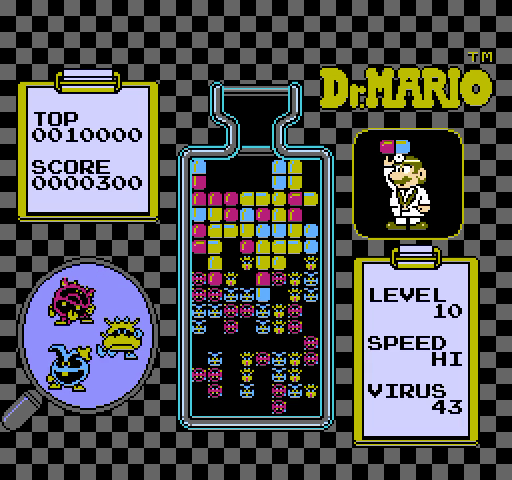 TM
Dr. MARIO
TOP
0010000
SCORE
0000300
LEVEL
10
SPEED
HI
VIRUS
43